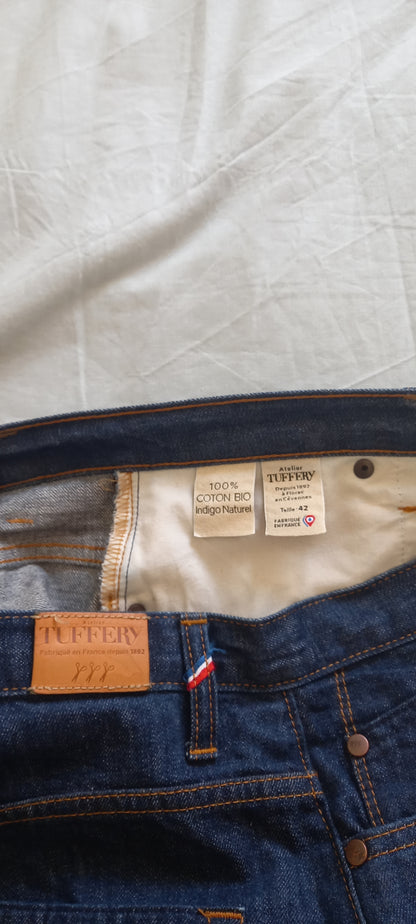 100%
COTON BIO
Indigo Naturel
Atelier
TUFFERY
Depuis 1892
à Florac
en Cévennes
Taille 42
FABRIQUÉ
EN FRANCE
Atelier
TUFFERY
Fabriqué en France depuis 1892